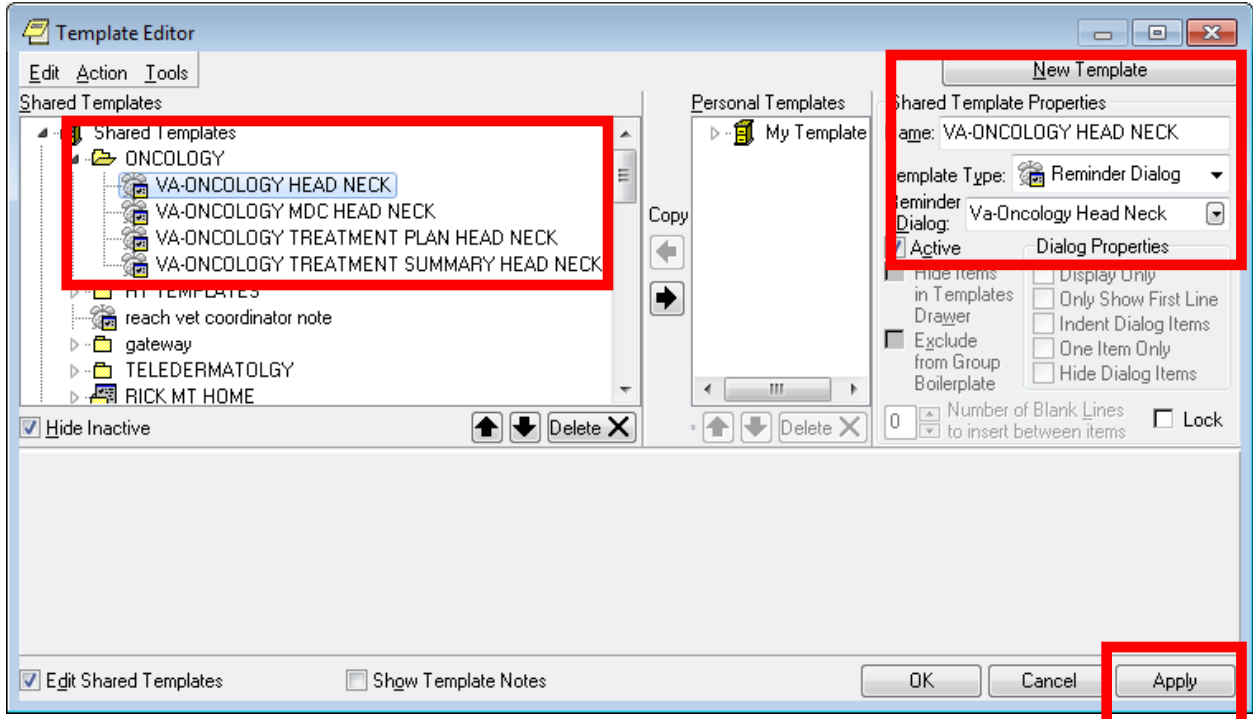 Template Editor
Edit Action Tools
New Template
Shared Templates
Shared Templates
ONCOLOGY
VA-ONCOLOGY HEAD NECK
VA-ONCOLOGY MDC HEAD NECK
VA-ONCOLOGY TREATMENT PLAN HEAD NECK
VA-ONCOLOGY TREATMENT SUMMARY HEAD NECK
HT TEMPLATES
reach vet coordinator note
gateway
TELEDERMATOLGY
RICK MT HOME
Hide Inactive
Delete
Copy
Personal Templates
My Template
Delete
Shared Template Properties
Name: VA-ONCOLOGY HEAD NECK
Template Type: Reminder Dialog
Reminder
Dialog: Va-Oncology Head Neck
Active
Hide Items
in Templates
Drawer
Exclude
from Group
Boilerplate
Dialog Properties
Display Only
Only Show First Line
Indent Dialog Items
One Item Only
Hide Dialog Items
0 Number of Blank Lines
to insert between items
Lock
Edit Shared Templates
Show Template Notes
OK
Cancel
Apply